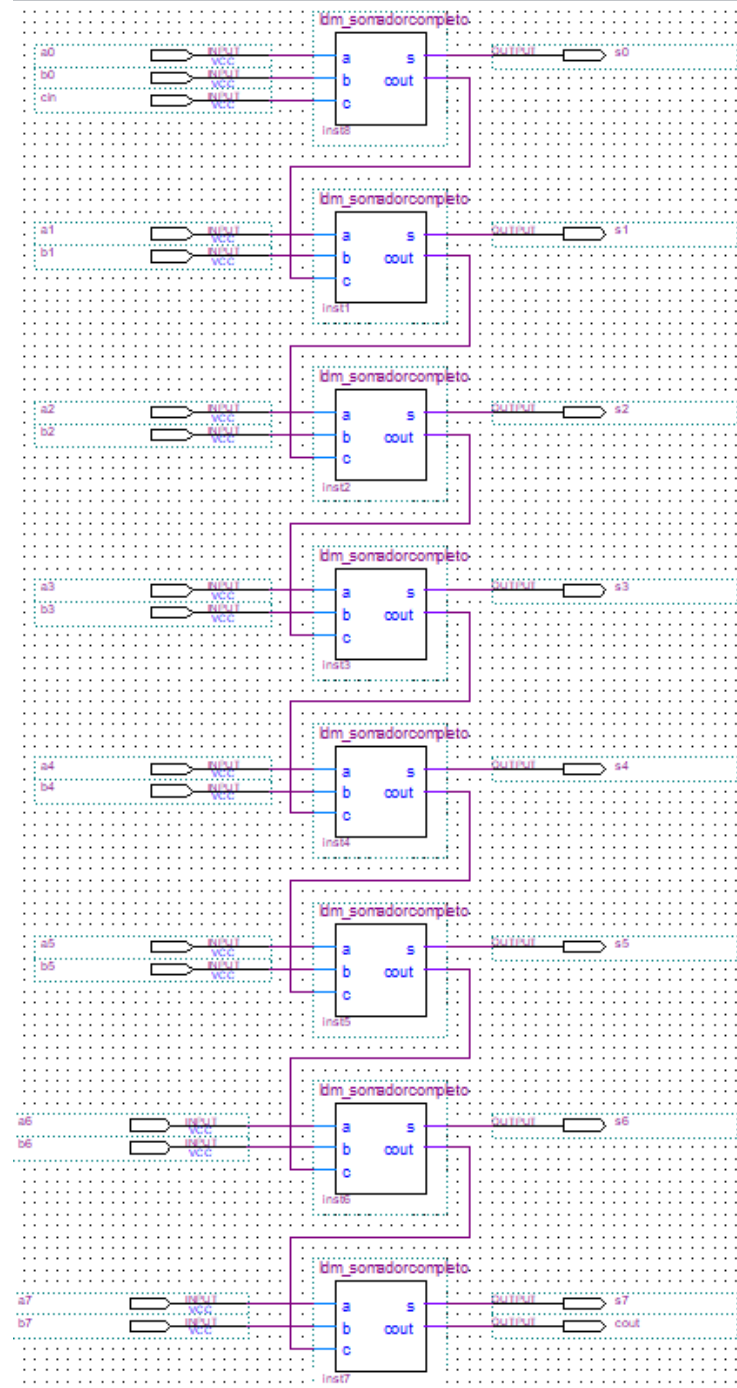 ldm_somadorcompleto
a0 INPUT VCC a s OUTPUT s0
b0 INPUT VCC b cout
cin INPUT VCC c
inst8
ldm_somadorcompleto
a1 INPUT VCC a s OUTPUT s1
b1 INPUT VCC b cout
c
inst1
ldm_somadorcompleto
a2 INPUT VCC a s OUTPUT s2
b2 INPUT VCC b cout
c
inst2
ldm_somadorcompleto
a3 INPUT VCC a s OUTPUT s3
b3 INPUT VCC b cout
c
inst3
ldm_somadorcompleto
a4 INPUT VCC a s OUTPUT s4
b4 INPUT VCC b cout
c
inst4
ldm_somadorcompleto
a5 INPUT VCC a s OUTPUT s5
b5 INPUT VCC b cout
c
inst5
ldm_somadorcompleto
a6 INPUT VCC a s OUTPUT s6
b6 INPUT VCC b cout
c
inst6
ldm_somadorcompleto
a7 INPUT VCC a s OUTPUT s7
b7 INPUT VCC b cout OUTPUT cout
c
inst7